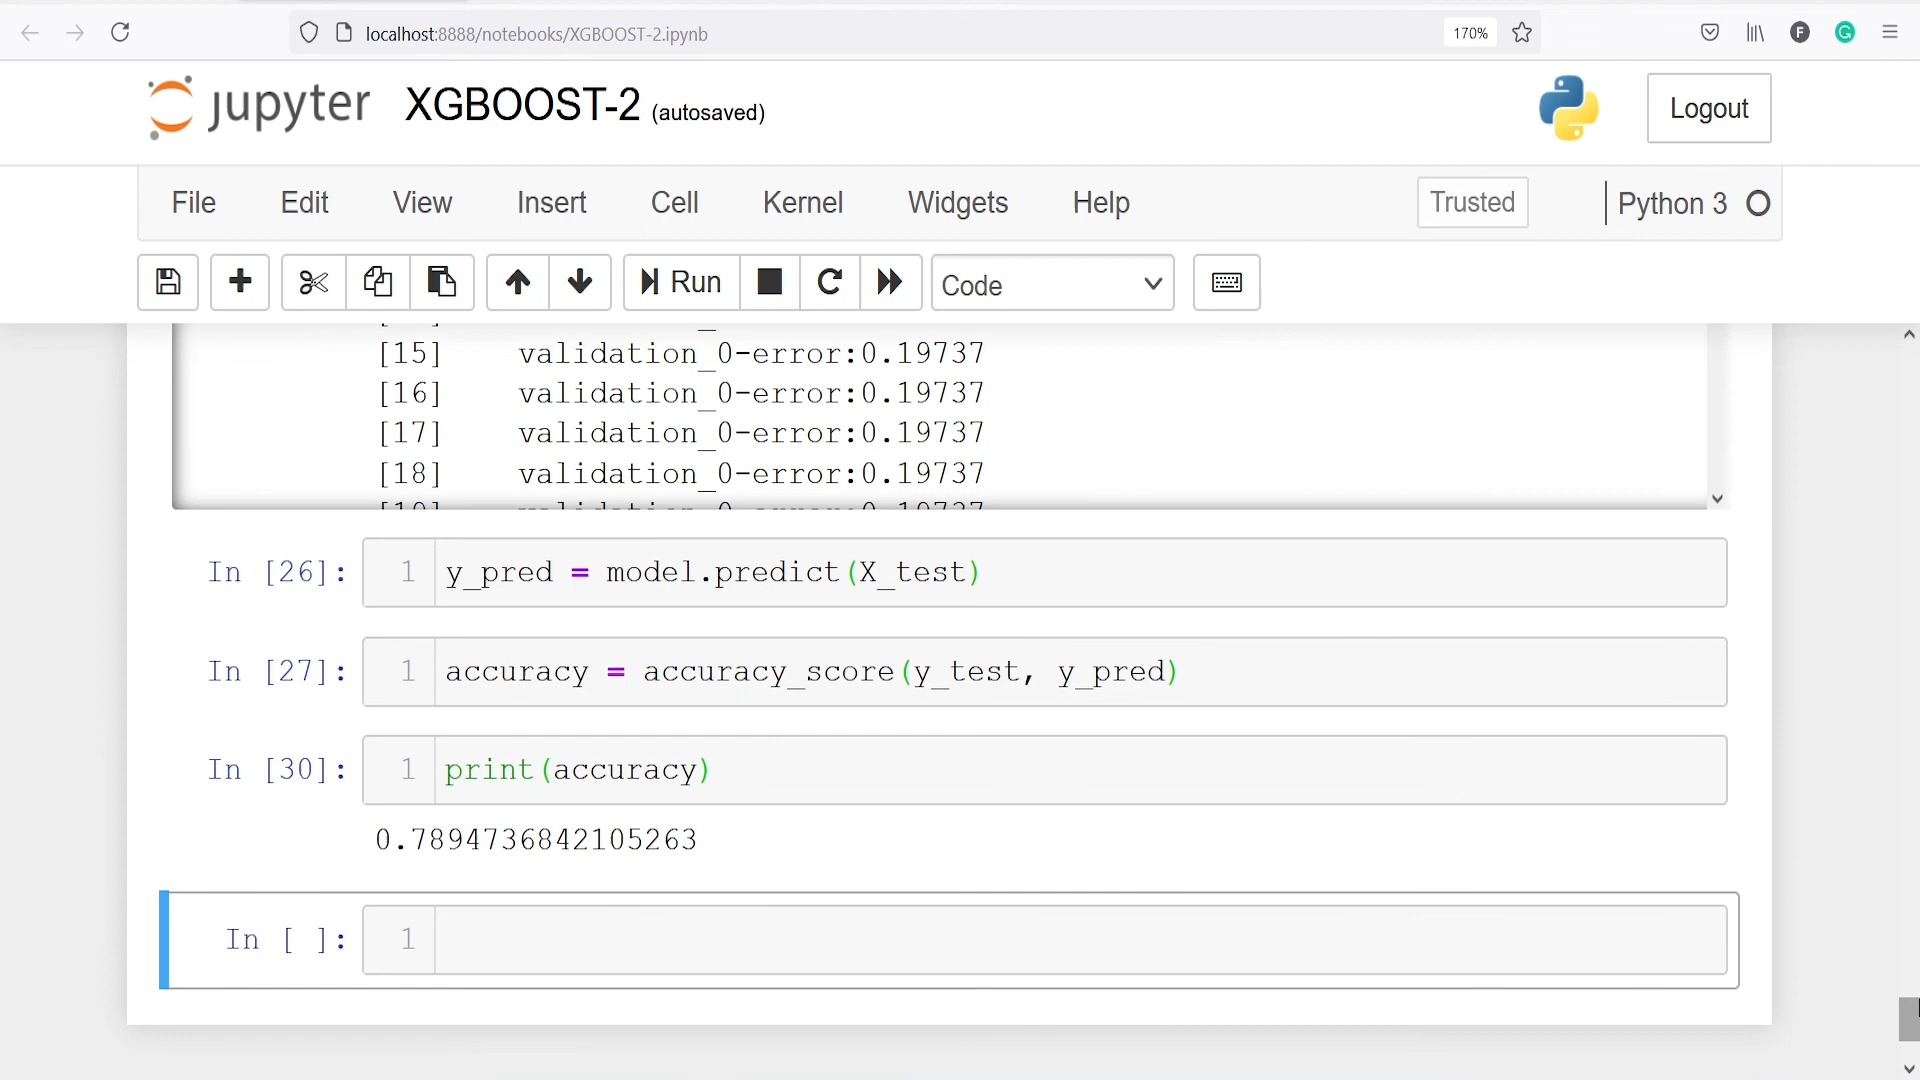 localhost:8888/notebooks/XGBOOST-2.ipynb
170%
F
G
jupyter XGBOOST-2 (autosaved)
Logout
File Edit View Insert Cell Kernel Widgets Help
Trusted
Python 3
Run
Code
[15] validation_0-error:0.19737
[16] validation_0-error:0.19737
[17] validation_0-error:0.19737
[18] validation_0-error:0.19737
In [26]: 1 y_pred = model.predict(X_test)
In [27]: 1 accuracy = accuracy_score(y_test, y_pred)
In [30]: 1 print(accuracy)
0.7894736842105263
In [ ]: 1